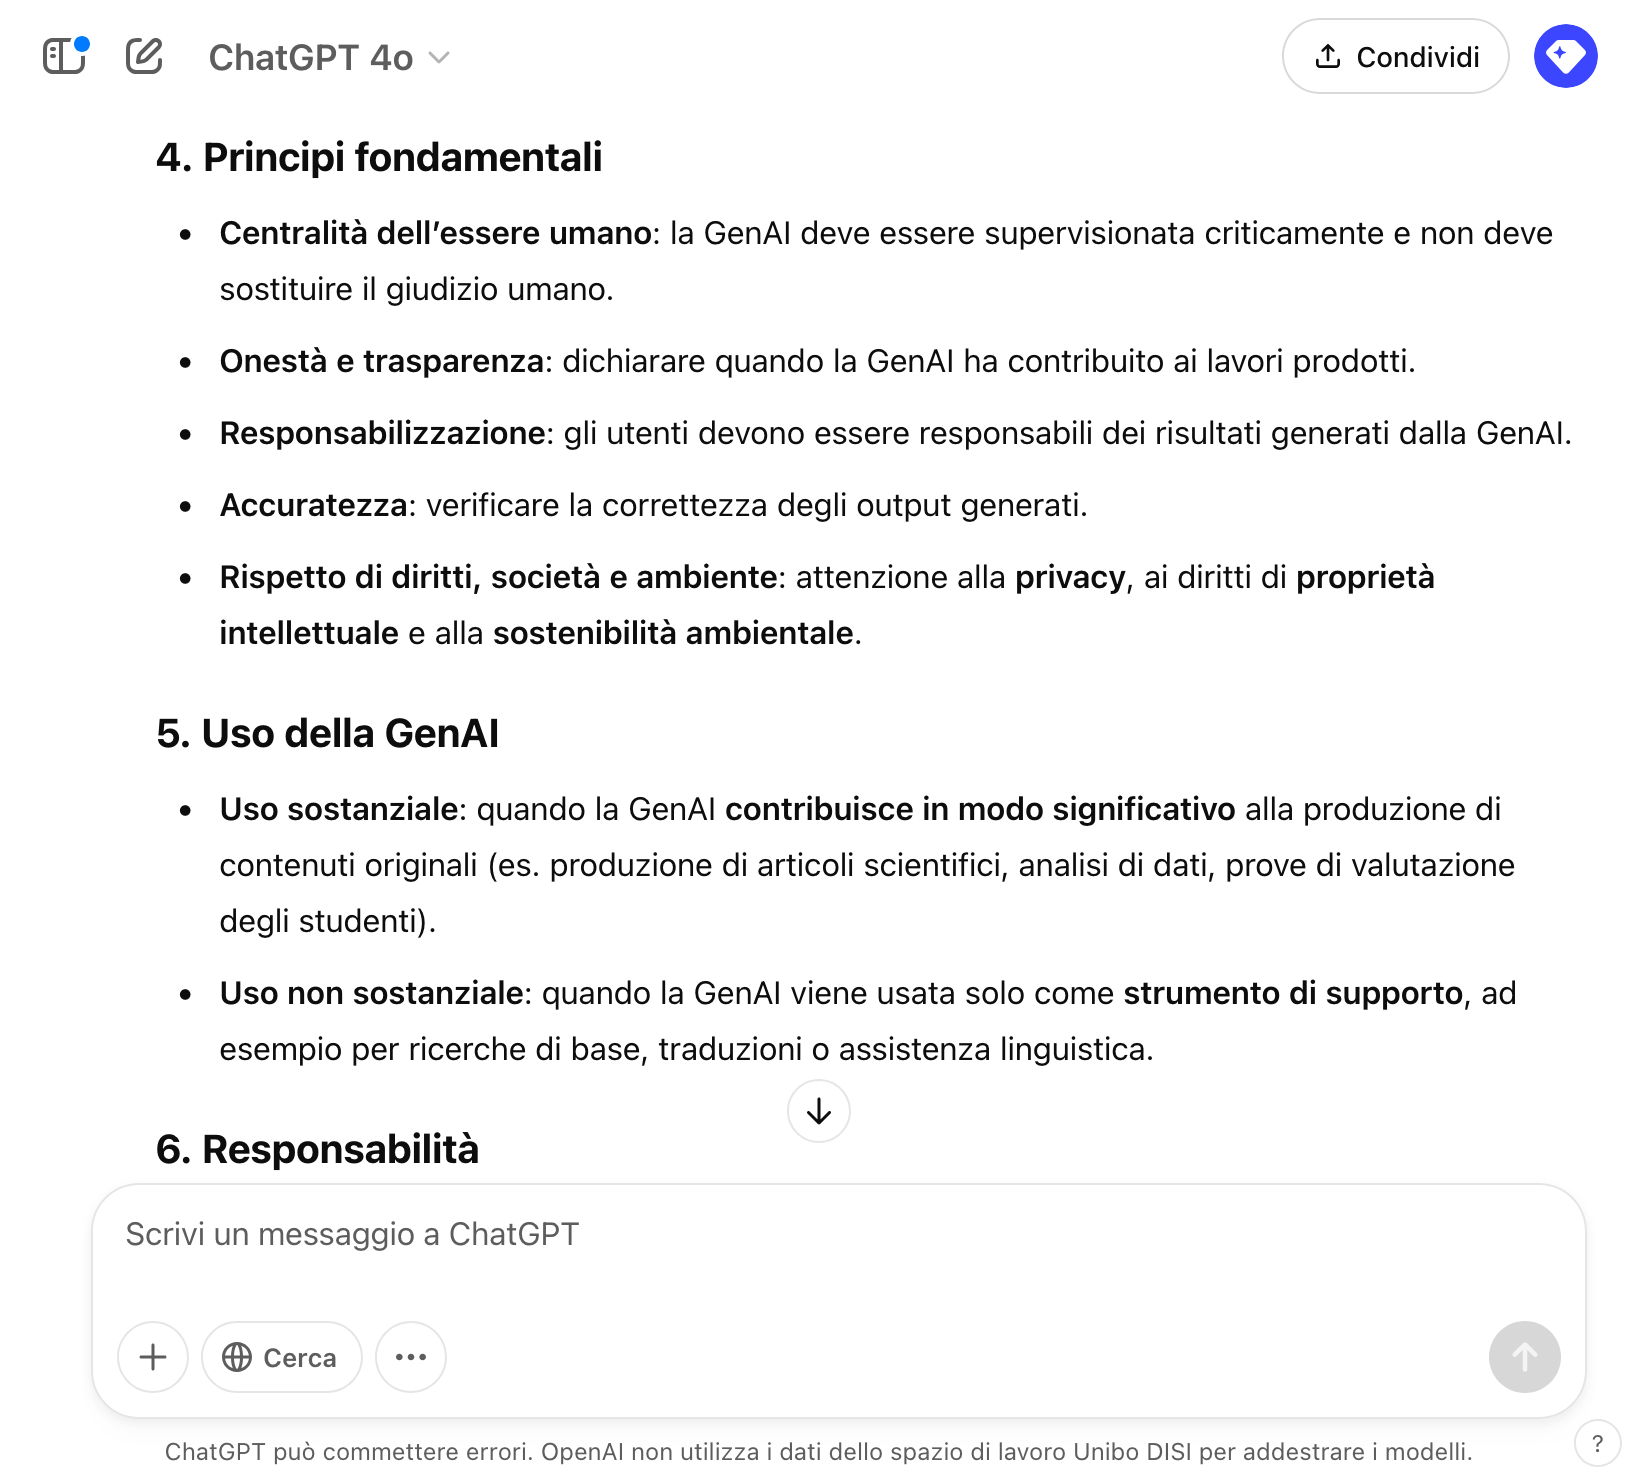 ChatGPT 4o
Condividi
4. Principi fondamentali
• Centralità dell’essere umano: la GenAI deve essere supervisionata criticamente e non deve
sostituire il giudizio umano.
• Onestà e trasparenza: dichiarare quando la GenAI ha contribuito ai lavori prodotti.
• Responsabilizzazione: gli utenti devono essere responsabili dei risultati generati dalla GenAI.
• Accuratezza: verificare la correttezza degli output generati.
• Rispetto di diritti, società e ambiente: attenzione alla privacy, ai diritti di proprietà
intellettuale e alla sostenibilità ambientale.
5. Uso della GenAI
• Uso sostanziale: quando la GenAI contribuisce in modo significativo alla produzione di
contenuti originali (es. produzione di articoli scientifici, analisi di dati, prove di valutazione
degli studenti).
• Uso non sostanziale: quando la GenAI viene usata solo come strumento di supporto, ad
esempio per ricerche di base, traduzioni o assistenza linguistica.
6. Responsabilità
Scrivi un messaggio a ChatGPT
Cerca
ChatGPT può commettere errori. OpenAI non utilizza i dati dello spazio di lavoro Unibo DISI per addestrare i modelli.
?